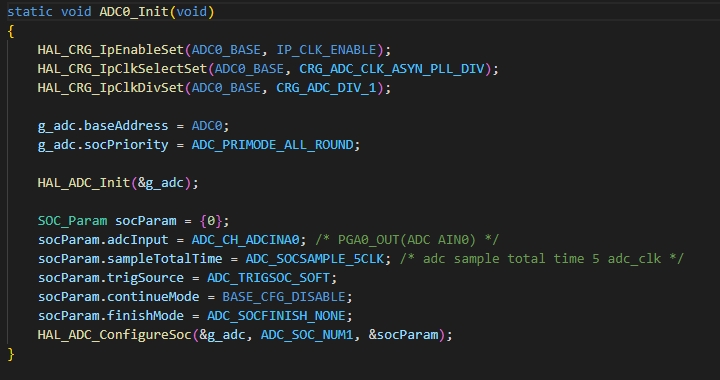 static void ADC0_Init(void)
{
    HAL_CRG_IpEnableSet(ADC0_BASE, IP_CLK_ENABLE);
    HAL_CRG_IpClkSelectSet(ADC0_BASE, CRG_ADC_CLK_ASYN_PLL_DIV);
    HAL_CRG_IpClkDivSet(ADC0_BASE, CRG_ADC_DIV_1);

    g_adc.baseAddress = ADC0;
    g_adc.socPriority = ADC_PRIMODE_ALL_ROUND;

    HAL_ADC_Init(&g_adc);

    SOC_Param socParam = {0};
    socParam.adcInput = ADC_CH_ADCINA0; /* PGA0_OUT(ADC AIN0) */
    socParam.sampleTotalTime = ADC_SOCSAMPLE_5CLK; /* adc sample total time 5 adc_clk */
    socParam.trigSource = ADC_TRIGSOC_SOFT;
    socParam.continueMode = BASE_CFG_DISABLE;
    socParam.finishMode = ADC_SOCFINISH_NONE;
    HAL_ADC_ConfigureSoc(&g_adc, ADC_SOC_NUM1, &socParam);
}